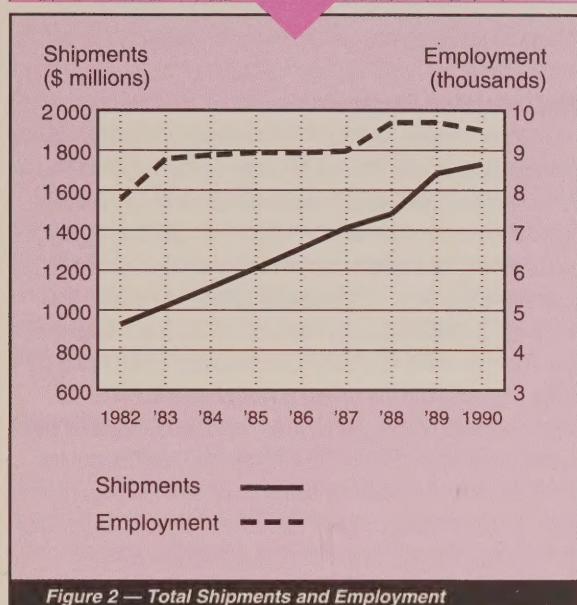 Shipments
($ millions)
Employment
(thousands)
2 000
1 800
1 600
1 400
1 200
1 000
800
600
10
9
8
7
6
5
4
3
1982 '83 '84 '85 '86 '87 '88 '89 1990
Shipments
Employment
Figure 2 — Total Shipments and Employment